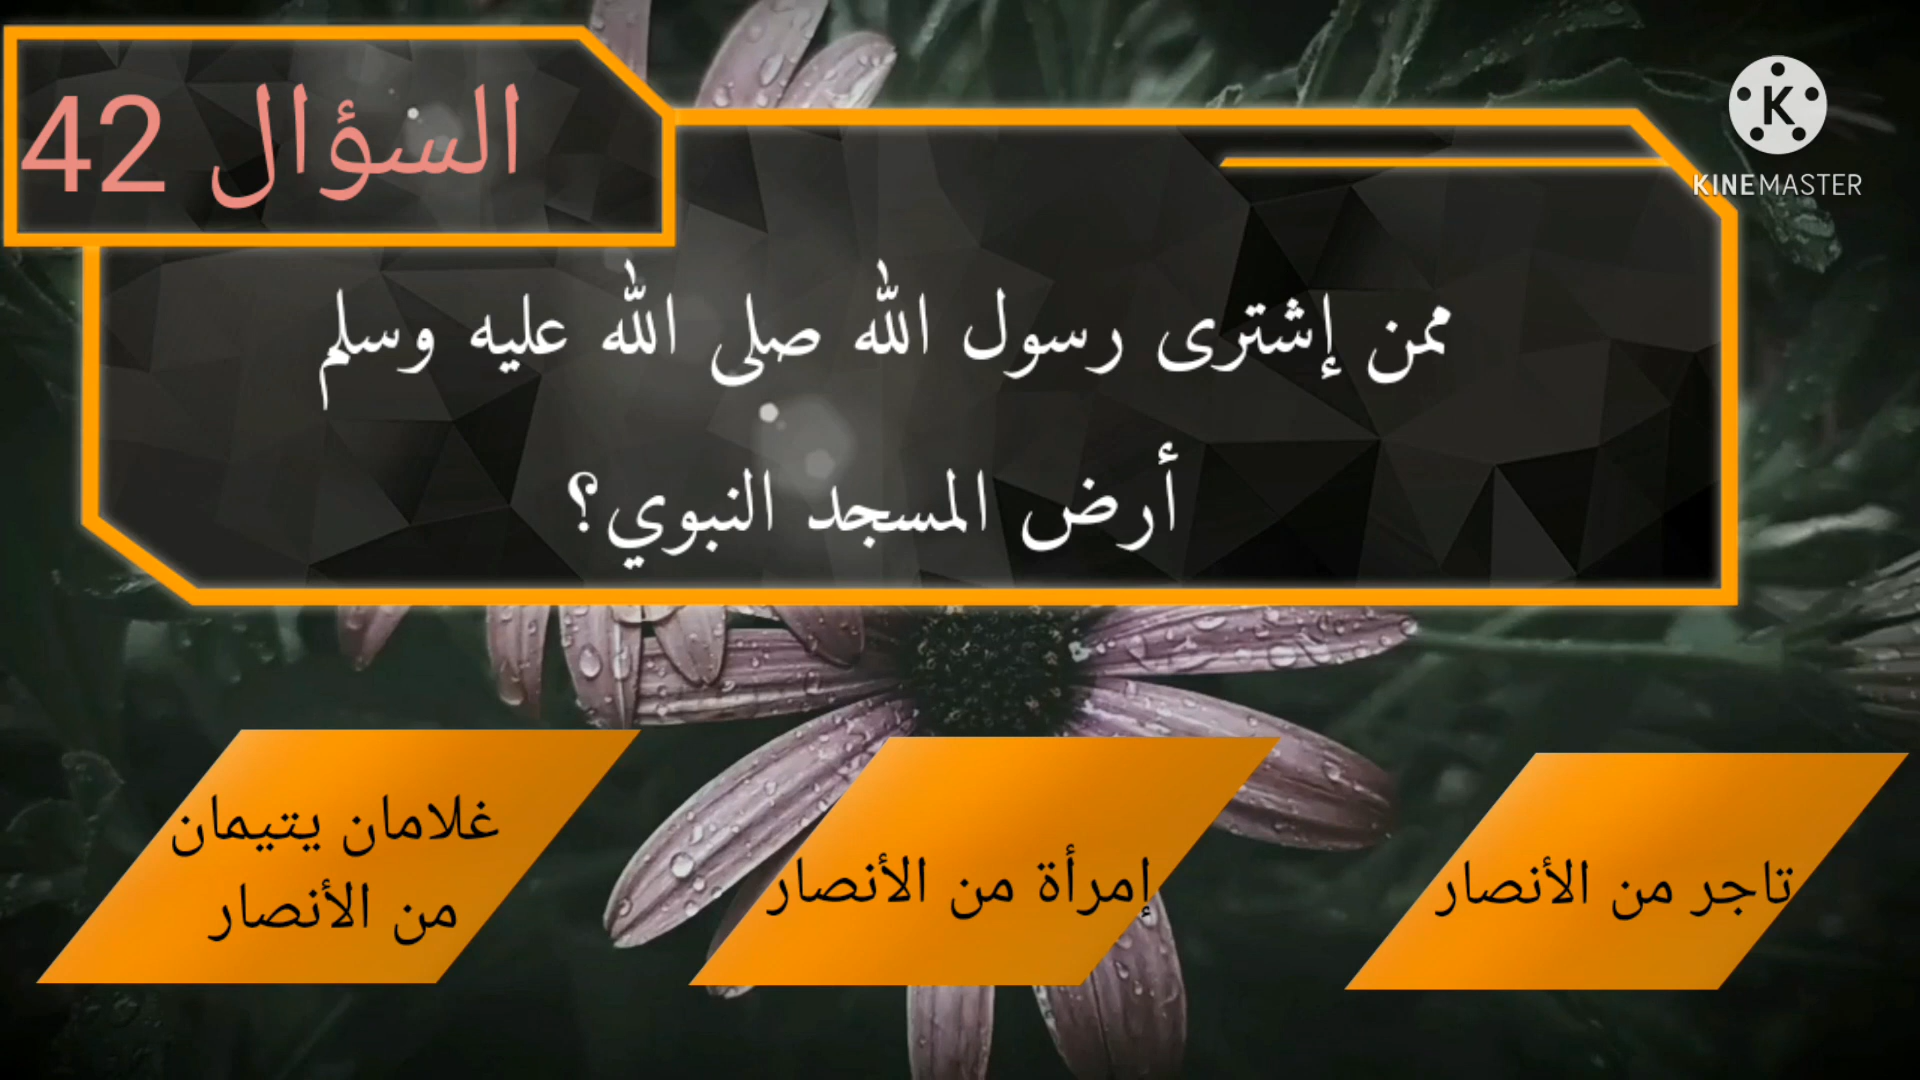 السؤال 42
KINEMASTER
ممن إشترى رسول الله صلى الله عليه وسلم
أرض المسجد النبوي؟
تاجر من الأنصار
إمرأة من الأنصار
غلامان يتيمان
من الأنصار